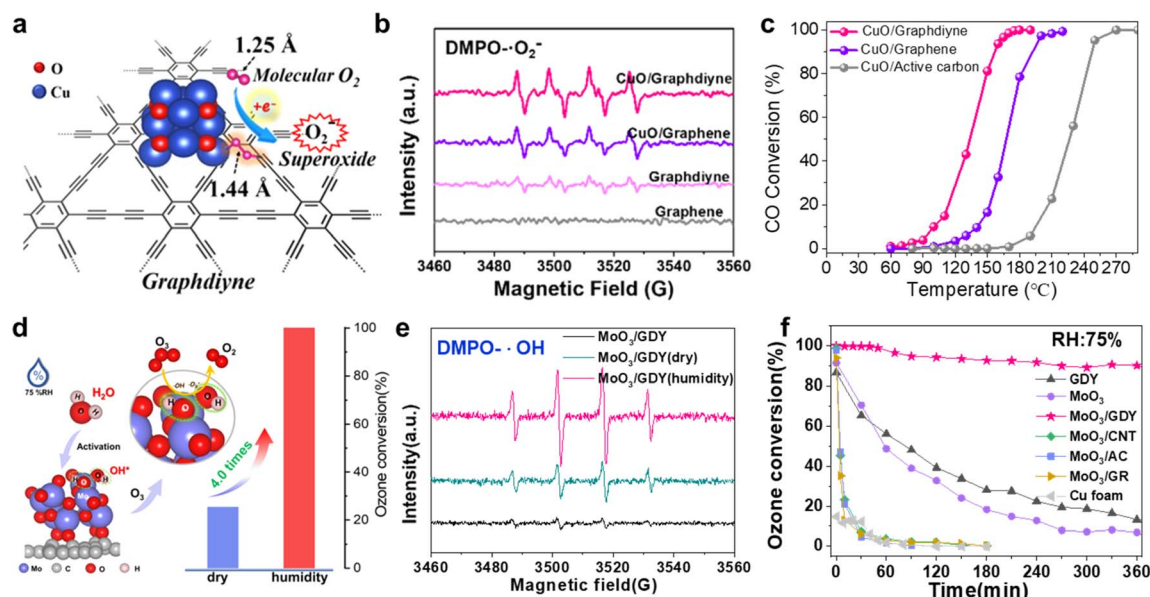 a
O
Cu
1.25 Å
Molecular O₂
+e⁻
O₂⁻
Superoxide
1.44 Å
Graphdiyne
b
DMPO-·O₂⁻
CuO/Graphdiyne
CuO/Graphene
Graphdiyne
Graphene
Intensity (a.u.)
3460 3485 3510 3535 3560
Magnetic Field (G)
c
CuO/Graphdiyne
CuO/Graphene
CuO/Active carbon
CO Conversion (%)
100
80
60
40
20
0
0 30 60 90 120 150 180 210 240 270
Temperature (°C)
d
O₃
O₂
·OH ·O₂⁻
H O H
%
75 %RH
H₂O
H O H
Activation
OH*
H O H
Mo
O₃
4.0 times
Mo C O H
dry humidity
100
80
60
40
20
0
Ozone conversion(%)
e
DMPO- · OH
MoO₃/GDY
MoO₃/GDY(dry)
MoO₃/GDY(humidity)
Intensity(a.u.)
3460 3480 3500 3520 3540 3560
Magnetic field(G)
f
RH:75%
GDY
MoO₃
MoO₃/GDY
MoO₃/CNT
MoO₃/AC
MoO₃/GR
Cu foam
Ozone conversion(%)
100
80
60
40
20
0
0 60 120 180 240 300 360
Time(min)